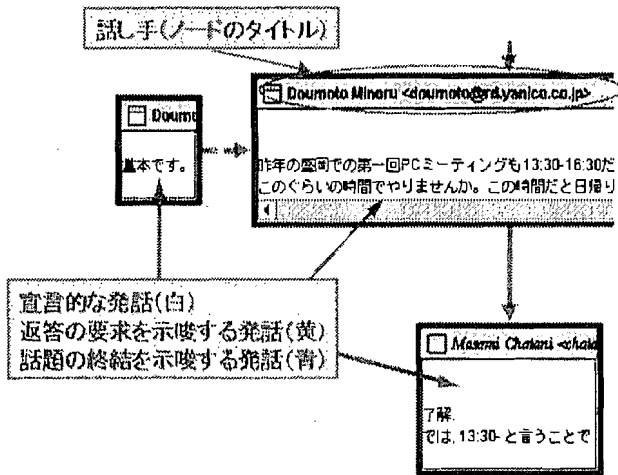 話し手(ノードのタイトル)
Doumoto Minoru <doumoto@rd.yanico.co.jp>
Doumo
基本です。
昨年の盛岡での第一回PCミーティングも13:30-16:30だ
このぐらいの時間でやりませんか。この時間だと日帰り
宣言的な発話(白)
返答の要求を示唆する発話(黄)
話題の終結を示唆する発話(青)
Masami Chatani <chata
了解.
では, 13:30- と言うことで